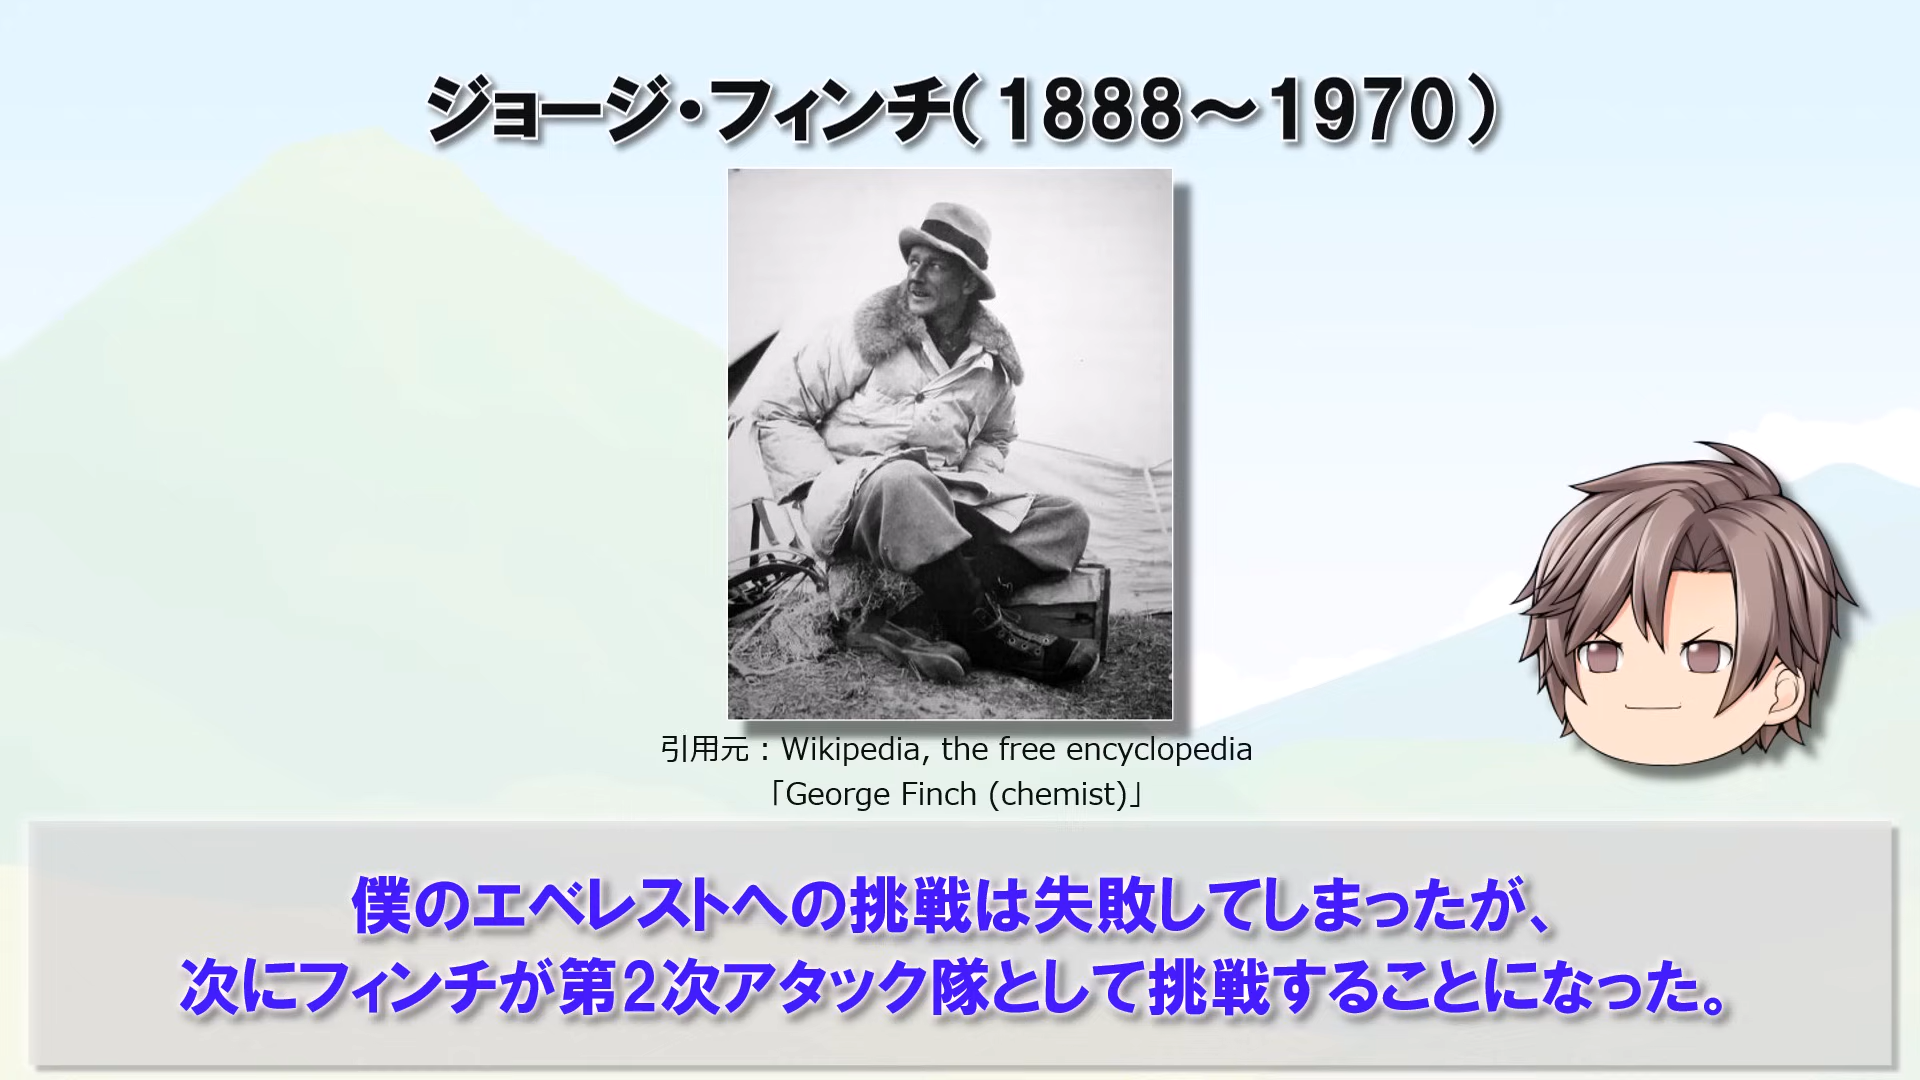 ジョージ・フィンチ（1888～1970）
引用元：Wikipedia, the free encyclopedia
「George Finch (chemist)」
僕のエベレストへの挑戦は失敗してしまったが、
次にフィンチが第2次アタック隊として挑戦することになった。